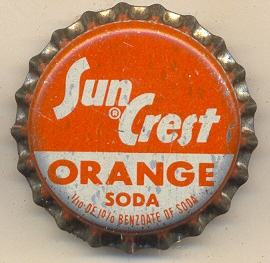 Sun
® Crest
ORANGE
SODA
1/10 OF 1% BENZOATE OF SODA